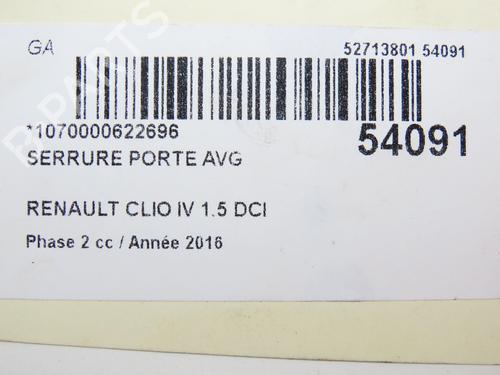 GA
52713801 54091
*1070000622696
54091
SERRURE PORTE AVG
RENAULT CLIO IV 1.5 DCI
Phase 2 cc / Année 2016
B-PARTS